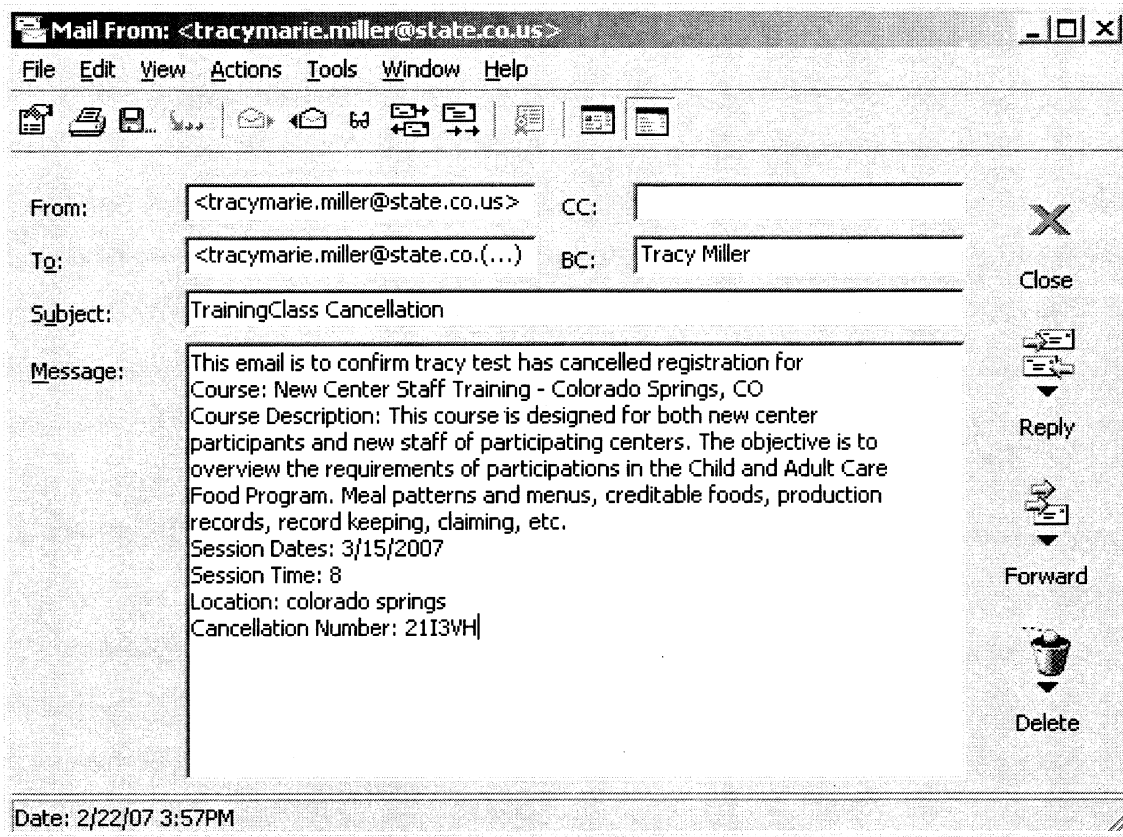 Mail From: <tracymarie.miller@state.co.us>
File Edit View Actions Tools Window Help
From: <tracymarie.miller@state.co.us> CC:
To: <tracymarie.miller@state.co.(...) BC: Tracy Miller
Subject: TrainingClass Cancellation
Message:
This email is to confirm tracy test has cancelled registration for
Course: New Center Staff Training - Colorado Springs, CO
Course Description: This course is designed for both new center
participants and new staff of participating centers. The objective is to
overview the requirements of participations in the Child and Adult Care
Food Program. Meal patterns and menus, creditable foods, production
records, record keeping, claiming, etc.
Session Dates: 3/15/2007
Session Time: 8
Location: colorado springs
Cancellation Number: 21I3VH
Close
Reply
Forward
Delete
Date: 2/22/07 3:57PM